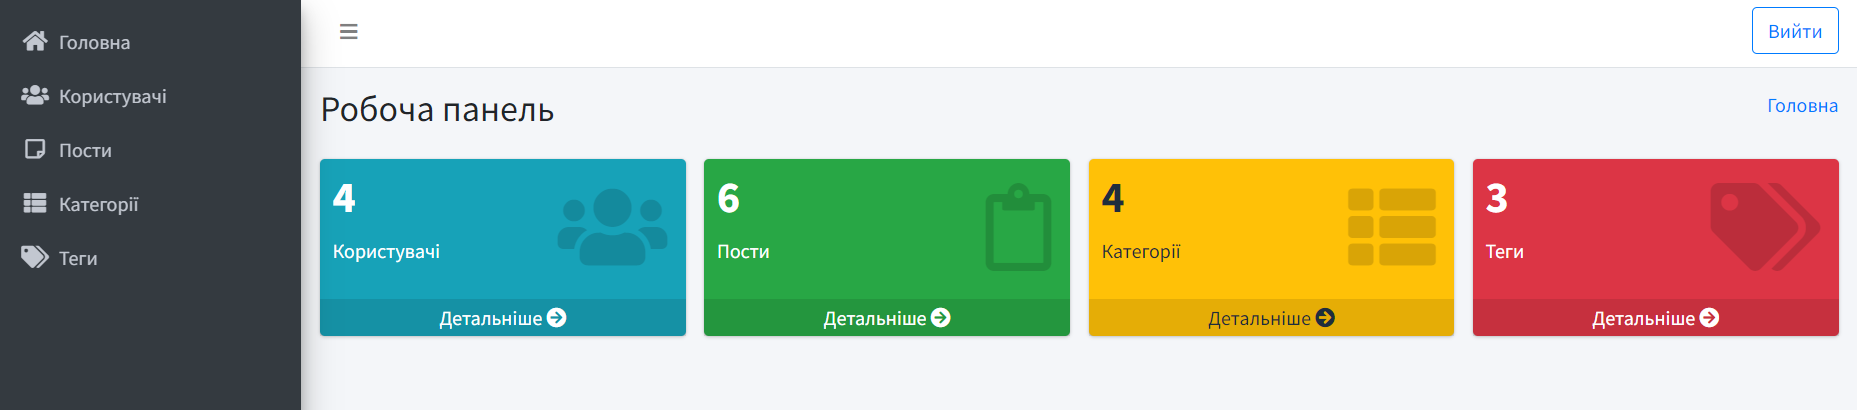 Головна
Користувачі
Пости
Категорії
Теги
Вийти
Робоча панель
Головна
4
Користувачі
Детальніше
6
Пости
Детальніше
4
Категорії
Детальніше
3
Теги
Детальніше